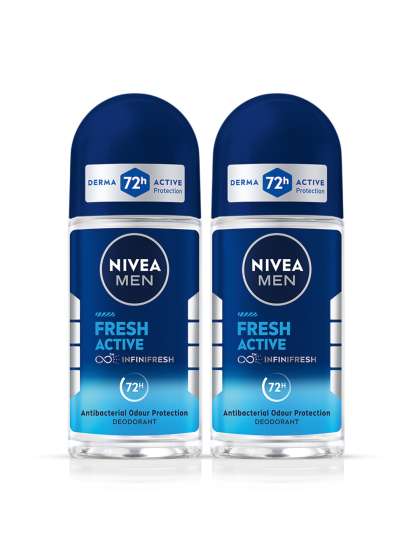 DERMA 72h ACTIVE
Protection
NIVEA
MEN
FRESH
ACTIVE
INFINIFRESH
72H
Antibacterial Odour Protection
DEODORANT
DERMA 72h ACTIVE
Protection
NIVEA
MEN
FRESH
ACTIVE
INFINIFRESH
72H
Antibacterial Odour Protection
DEODORANT